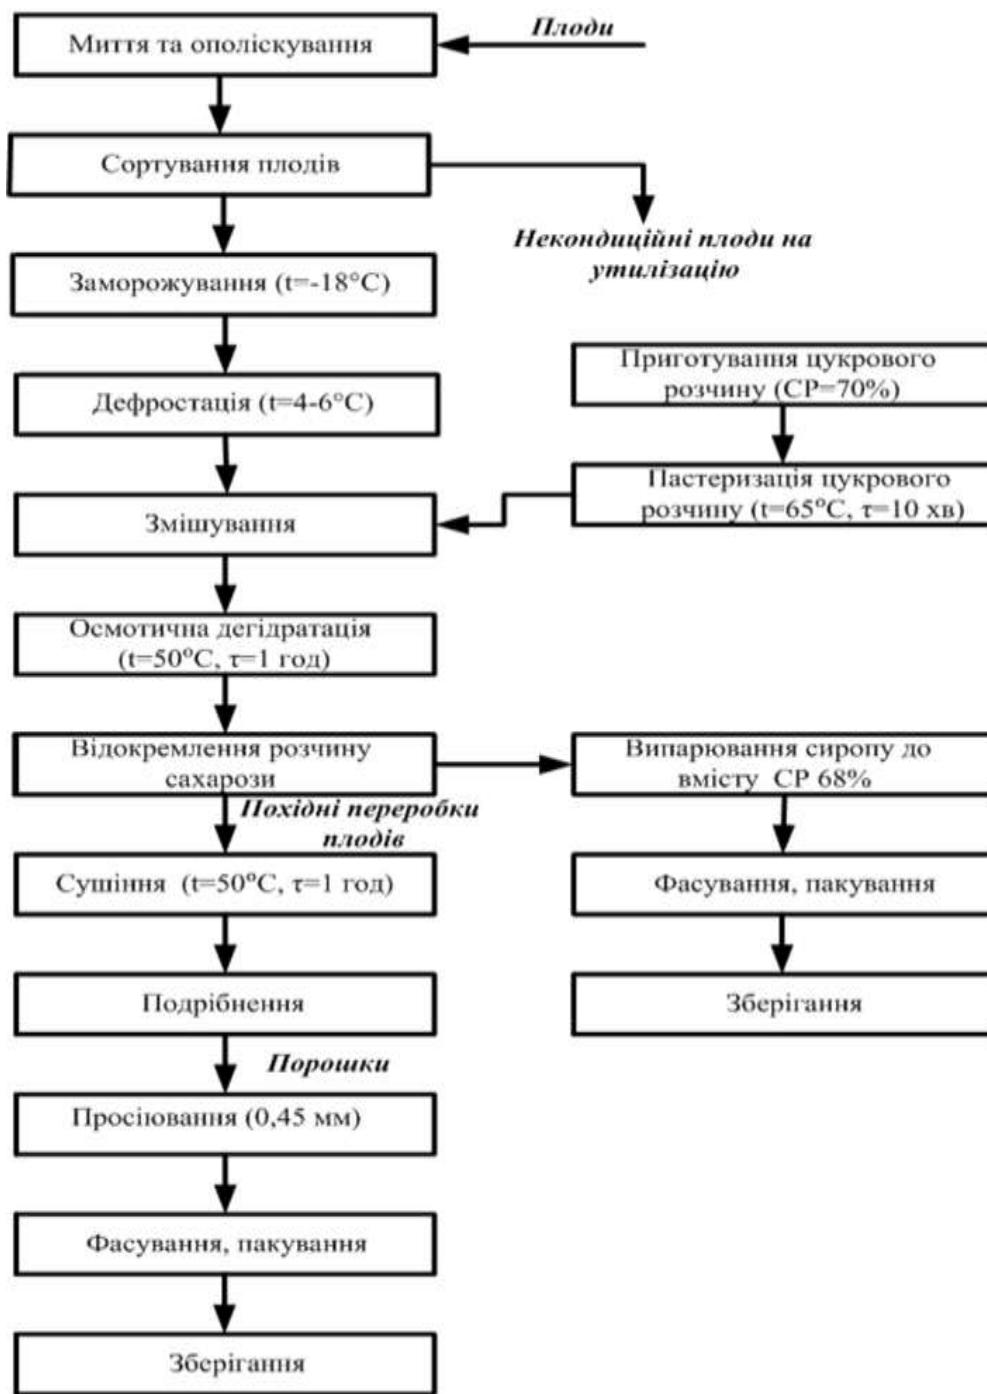 Плоди
Миття та ополіскування
Сортування плодів
Некондиційні плоди на
утилізацію
Заморожування (t=-18°C)
Приготування цукрового
розчину (СР=70%)
Дефростація (t=4-6°C)
Пастеризація цукрового
розчину (t=65°C, τ=10 хв)
Змішування
Осмотична дегідратація
(t=50°C, τ=1 год)
Відокремлення розчину
сахарози
Випарювання сиропу до
вмісту СР 68%
Похідні переробки
плодів
Сушіння (t=50°C, τ=1 год)
Фасування, пакування
Подрібнення
Зберігання
Порошки
Просіювання (0,45 мм)
Фасування, пакування
Зберігання